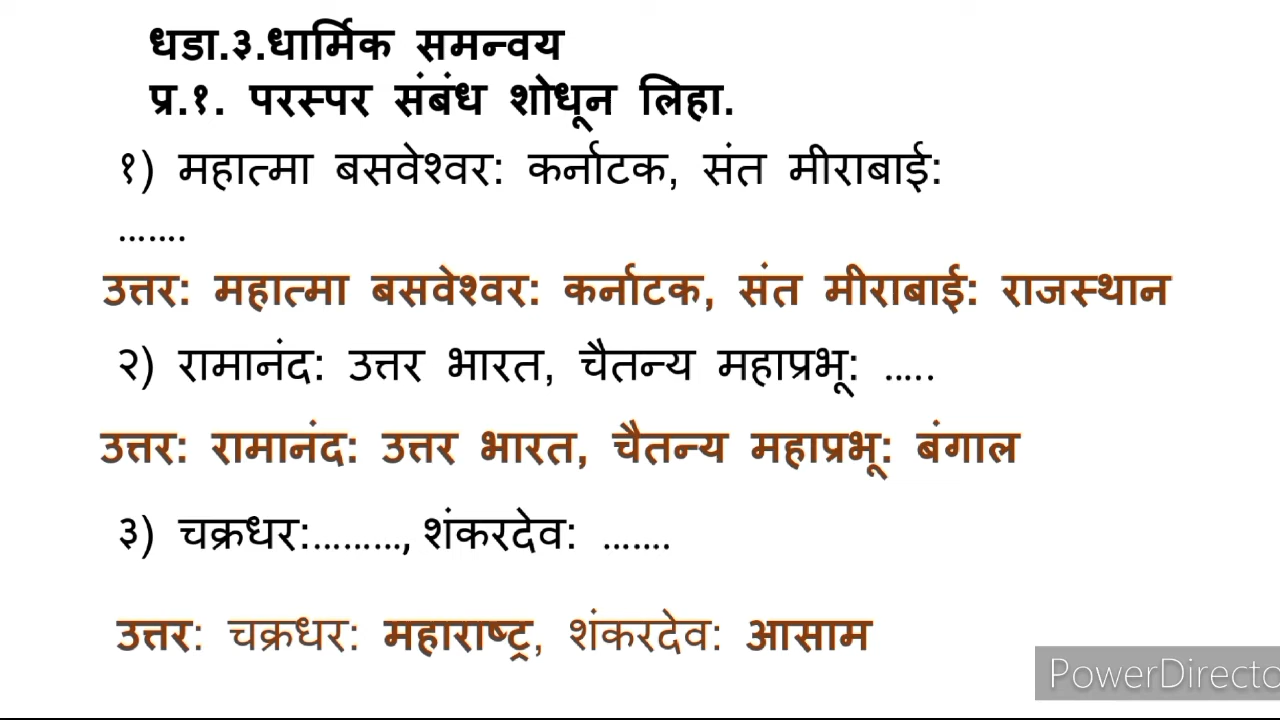 धडा.३.धार्मिक समन्वय
प्र.१. परस्पर संबंध शोधून लिहा.
१) महात्मा बसवेश्वर: कर्नाटक, संत मीराबाई:
.......
उत्तर: महात्मा बसवेश्वर: कर्नाटक, संत मीराबाई: राजस्थान
२) रामानंद: उत्तर भारत, चैतन्य महाप्रभू: .....
उत्तर: रामानंद: उत्तर भारत, चैतन्य महाप्रभू: बंगाल
३) चक्रधर:........., शंकरदेव: .......
उत्तर: चक्रधर: महाराष्ट्र, शंकरदेव: आसाम
PowerDirecto